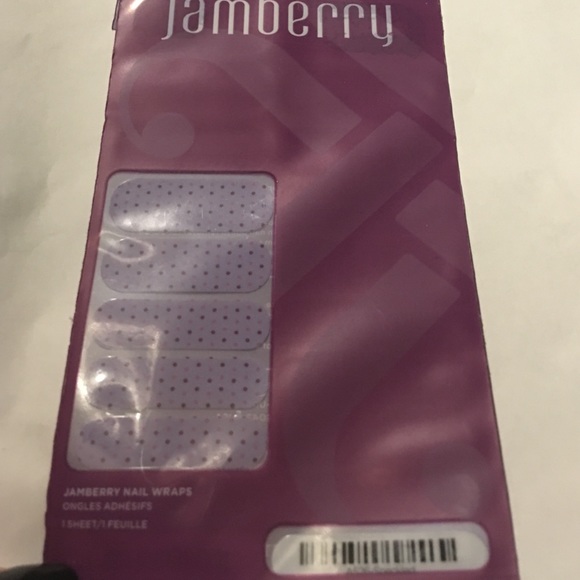 jamberry
JAMBERRY NAIL WRAPS
ONGLES ADHÉSIFS
1 SHEET/1 FEUILLE